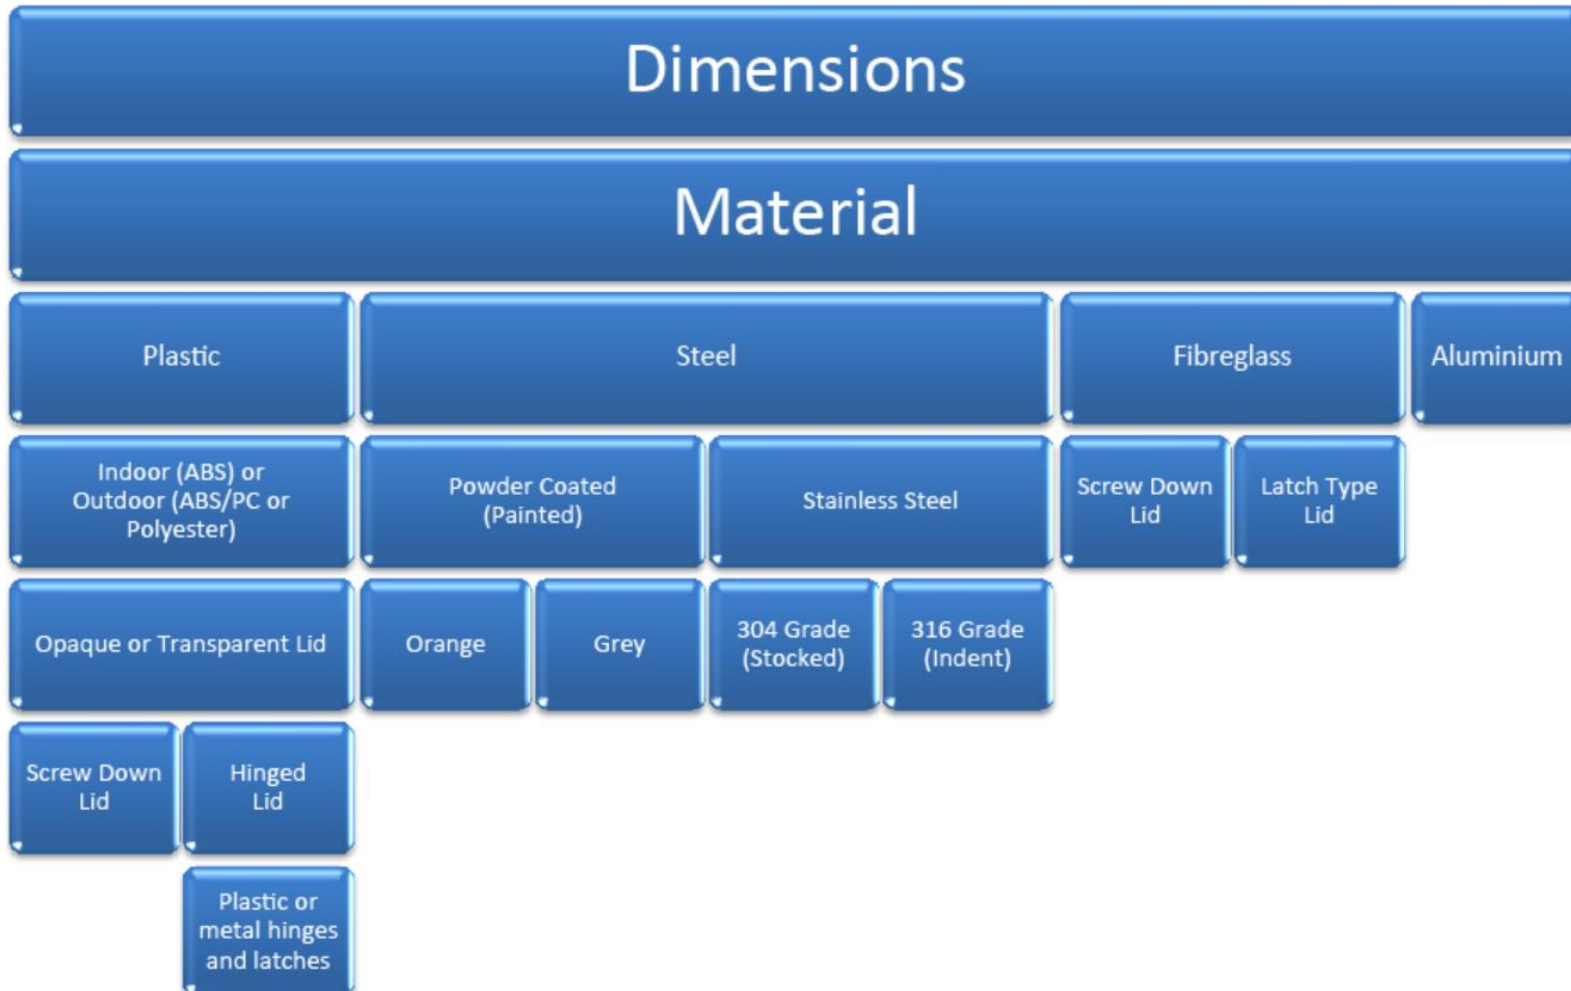 Dimensions
Material
Plastic
Steel
Fibreglass
Aluminium
Indoor (ABS) or
Outdoor (ABS/PC or
Polyester)
Powder Coated
(Painted)
Stainless Steel
Screw Down
Lid
Latch Type
Lid
Opaque or Transparent Lid
Orange
Grey
304 Grade
(Stocked)
316 Grade
(Indent)
Screw Down
Lid
Hinged
Lid
Plastic or
metal hinges
and latches